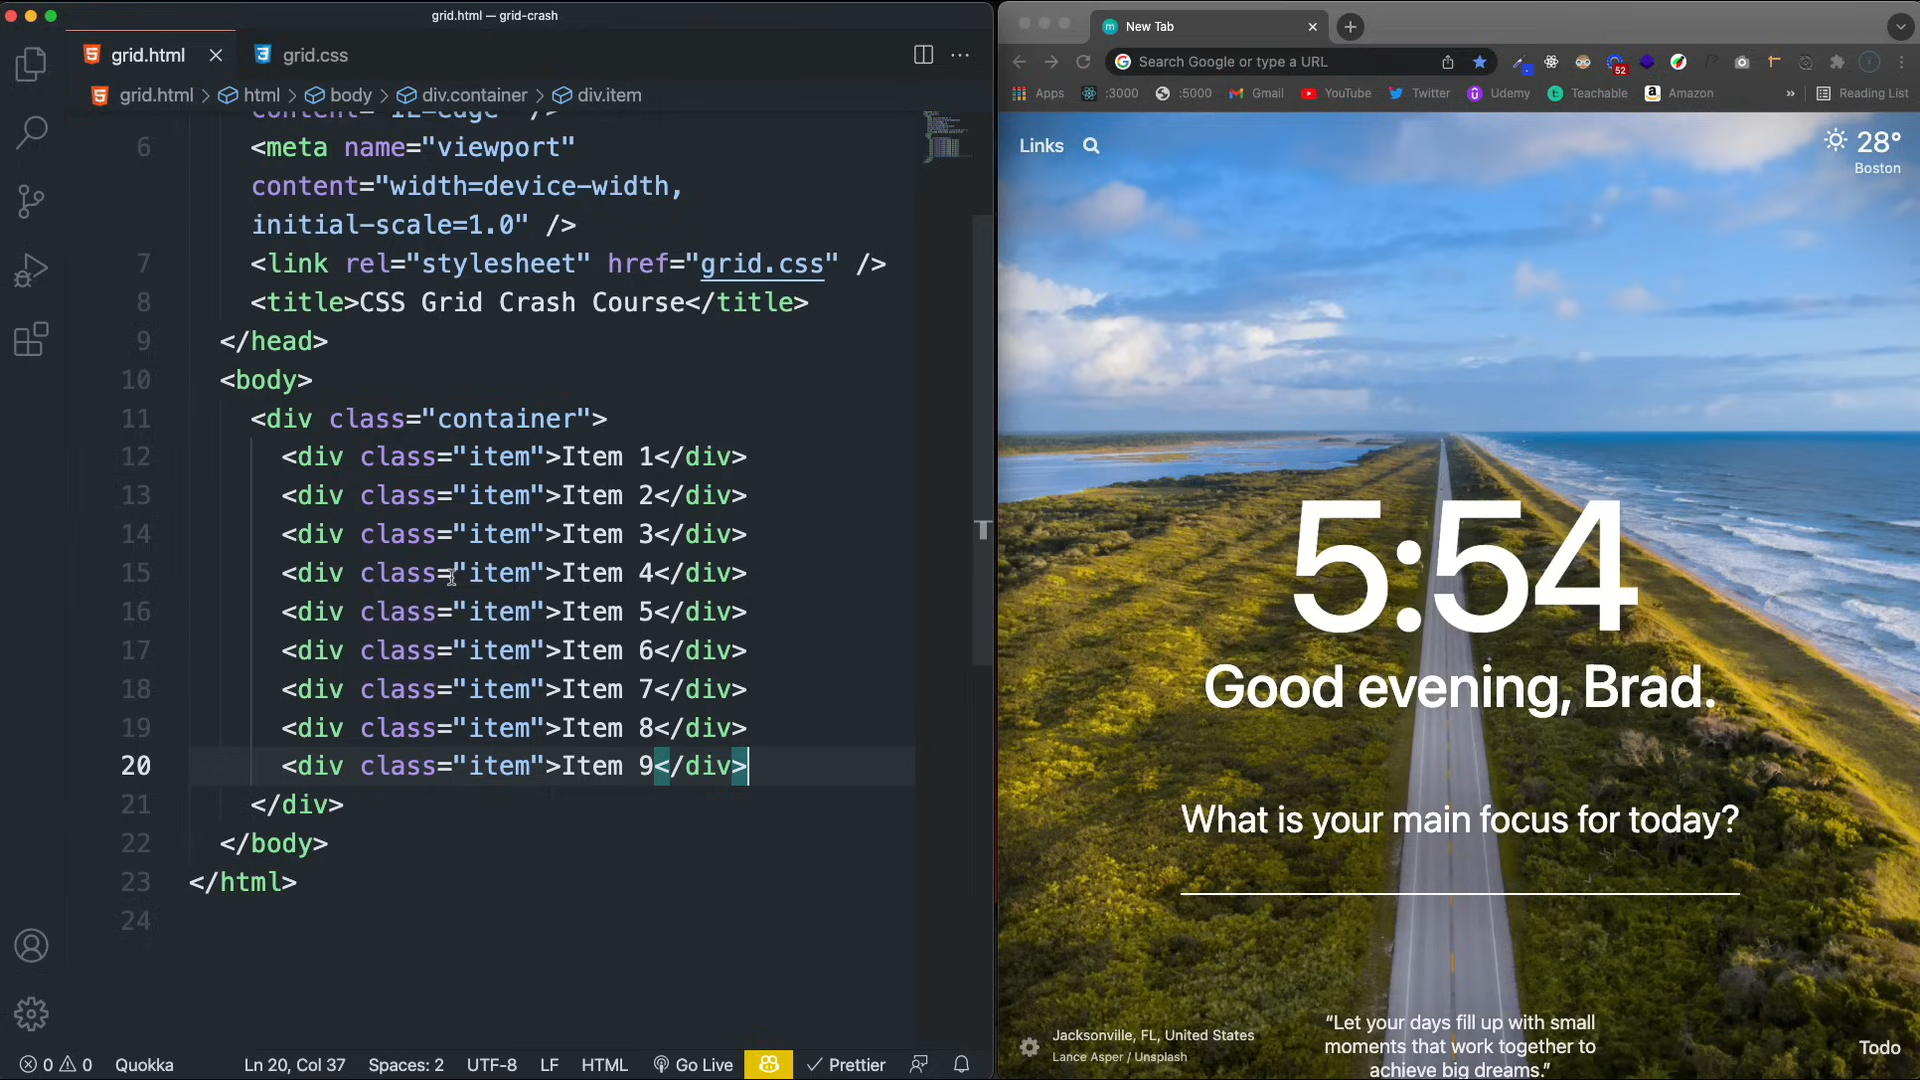 grid.html — grid-crash
grid.html
grid.css
grid.html > html > body > div.container > div.item
content="IE=edge" />
6 <meta name="viewport"
content="width=device-width,
initial-scale=1.0" />
7 <link rel="stylesheet" href="grid.css" />
8 <title>CSS Grid Crash Course</title>
9 </head>
10 <body>
11 <div class="container">
12 <div class="item">Item 1</div>
13 <div class="item">Item 2</div>
14 <div class="item">Item 3</div>
15 <div class="item">Item 4</div>
16 <div class="item">Item 5</div>
17 <div class="item">Item 6</div>
18 <div class="item">Item 7</div>
19 <div class="item">Item 8</div>
20 <div class="item">Item 9</div>
21 </div>
22 </body>
23 </html>
24
0 0 Quokka Ln 20, Col 37 Spaces: 2 UTF-8 LF HTML Go Live Prettier
New Tab
Search Google or type a URL
52
Apps :3000 :5000 Gmail YouTube Twitter Udemy Teachable Amazon » Reading List
Links
28°
Boston
5:54
Good evening, Brad.
What is your main focus for today?
Jacksonville, FL, United States
Lance Asper / Unsplash
“Let your days fill up with small
moments that work together to
achieve big dreams.”
Todo